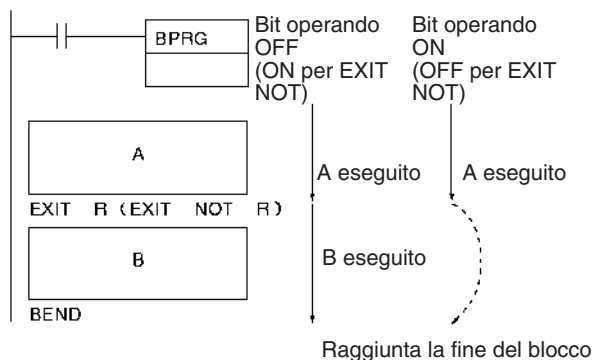 BPRG
Bit operando
OFF
(ON per EXIT
NOT)
Bit operando
ON
(OFF per EXIT
NOT)
A
A eseguito
A eseguito
EXIT R (EXIT NOT R)
B
B eseguito
BEND
Raggiunta la fine del blocco